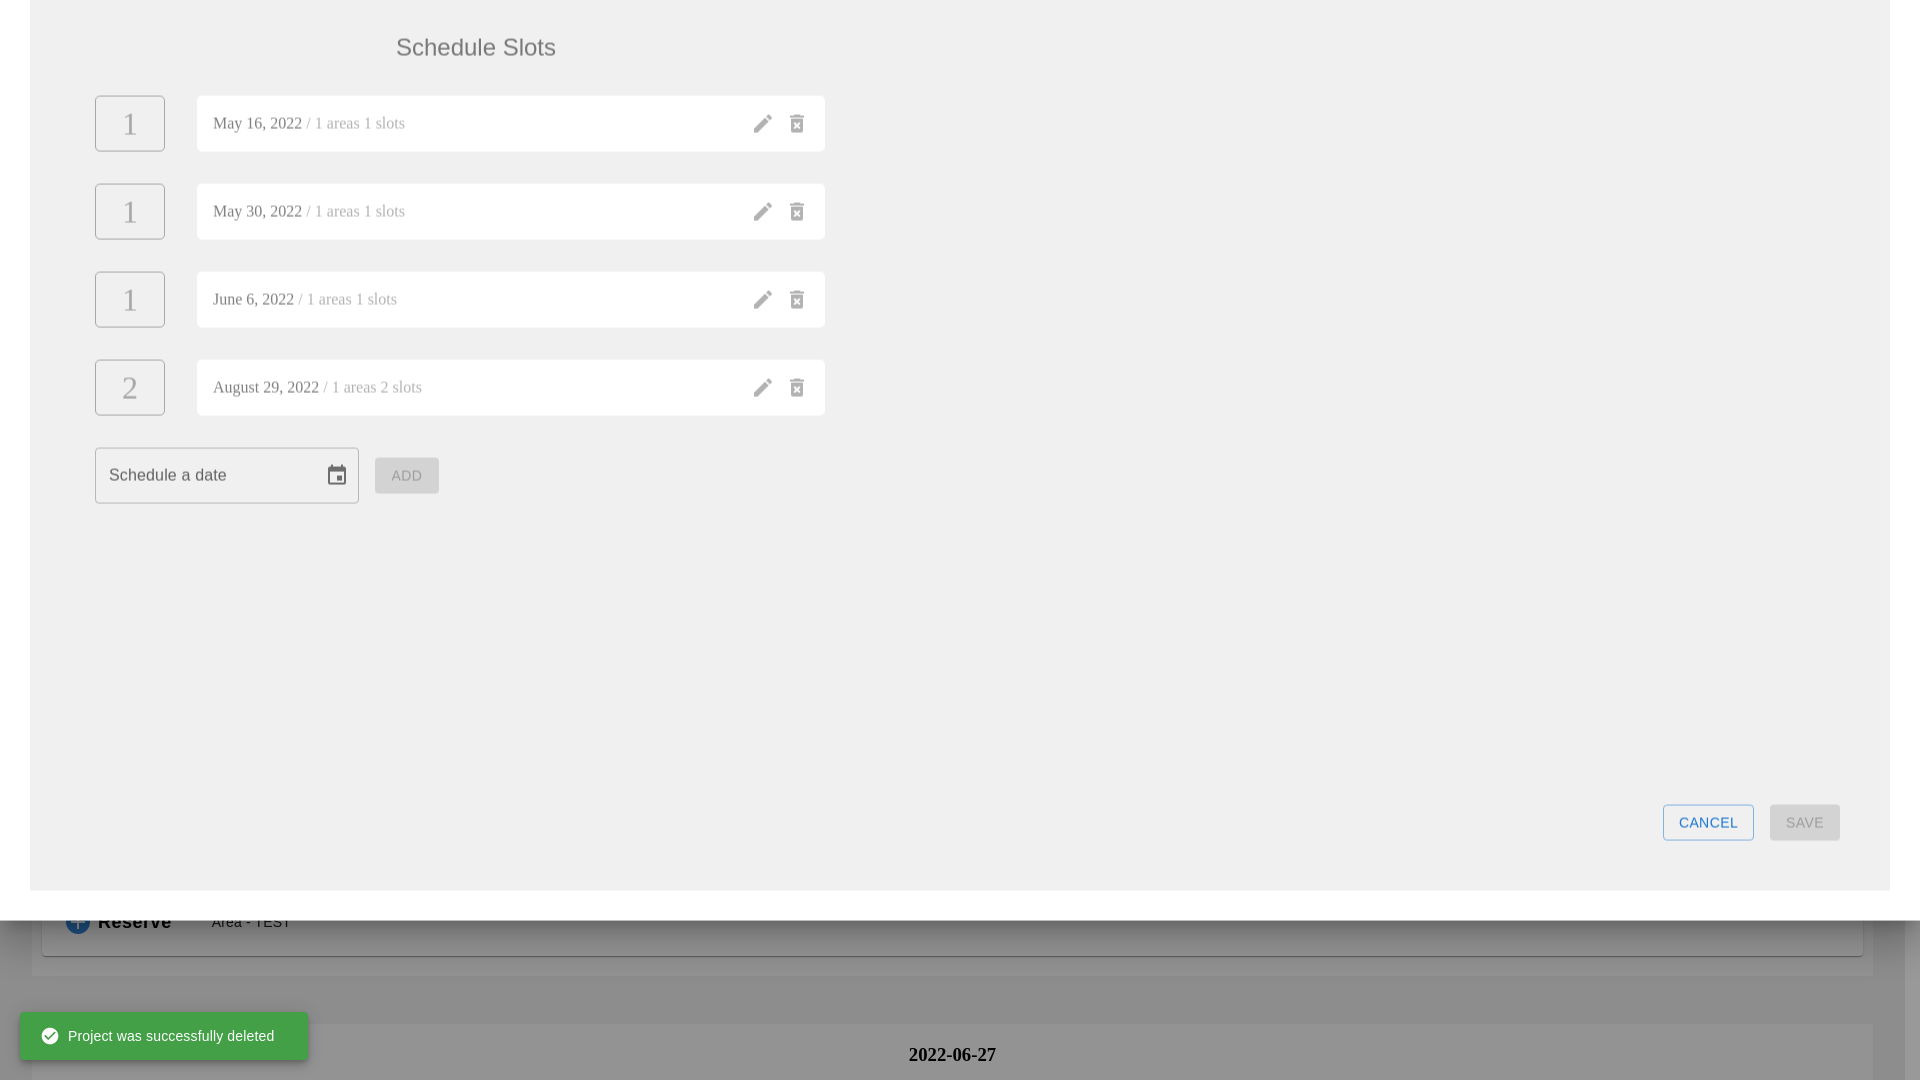 Schedule Slots
1
May 16, 2022 / 1 areas 1 slots
1
May 30, 2022 / 1 areas 1 slots
1
June 6, 2022 / 1 areas 1 slots
2
August 29, 2022 / 1 areas 2 slots
Schedule a date
ADD
CANCEL
SAVE
Reserve
Area - TEST
Project was successfully deleted
2022-06-27